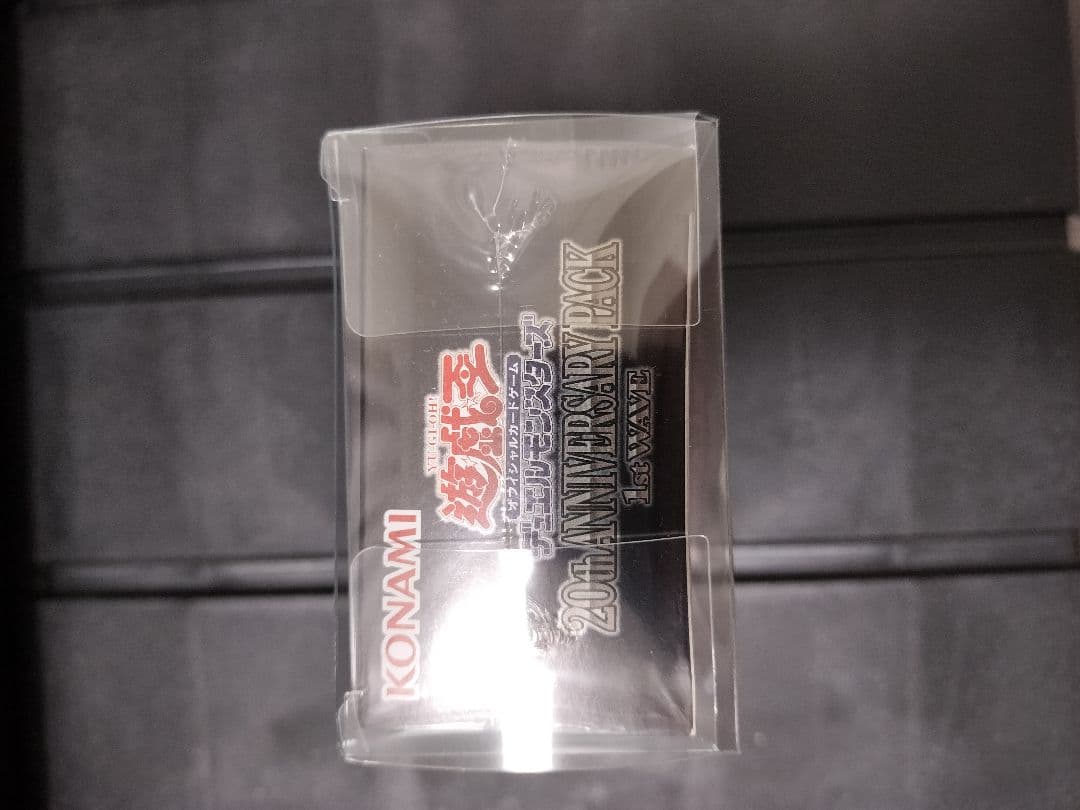 KONAMI
YU-GI-OH!
遊戯王
オフィシャルカードゲーム
デュエルモンスターズ
20th ANNIVERSARY PACK
1st WAVE